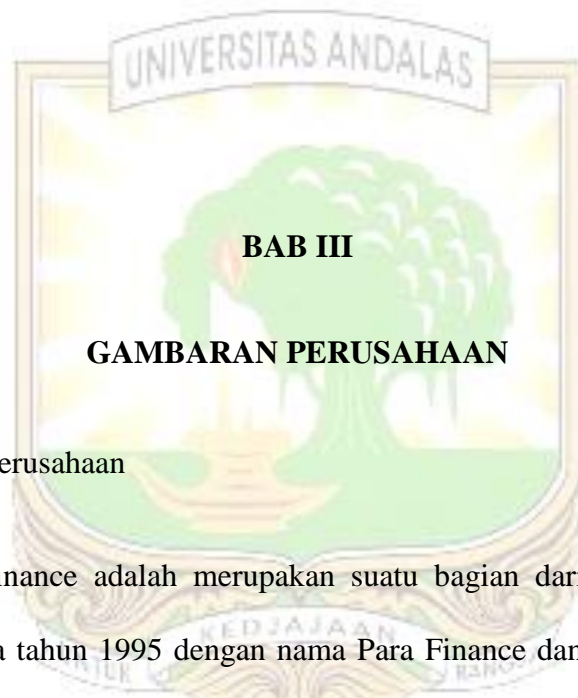 UNIVERSITAS ANDALAS
BAB III
GAMBARAN PERUSAHAAN
erusahaan
inance adalah merupakan suatu bagian dari
a tahun 1995 dengan nama Para Finance dan
KEDJAJAAN